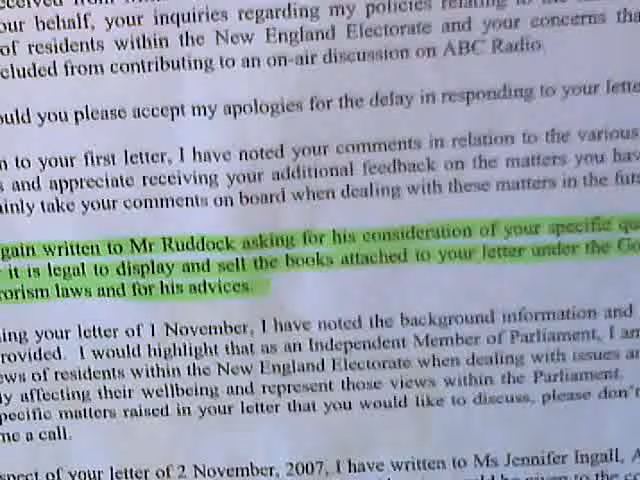 our behalf, your inquiries regarding my policies relating to the
of residents within the New England Electorate and your concerns tha
cluded from contributing to an on-air discussion on ABC Radio.
ould you please accept my apologies for the delay in responding to your lette
n to your first letter, I have noted your comments in relation to the various
s and appreciate receiving your additional feedback on the matters you hav
ainly take your comments on board when dealing with these matters in the futu
gain written to Mr Ruddock asking for his consideration of your specific qu
it is legal to display and sell the books attached to your letter under the Go
rorism laws and for his advices.
ing your letter of 1 November, I have noted the background information and
rovided. I would highlight that as an Independent Member of Parliament, I am
ews of residents within the New England Electorate when dealing with issues a
ly affecting their wellbeing and represent those views within the Parliament.
pecific matters raised in your letter that you would like to discuss, please don't
me a call.
spect of your letter of 2 November, 2007, I have written to Ms Jennifer Ingall, A